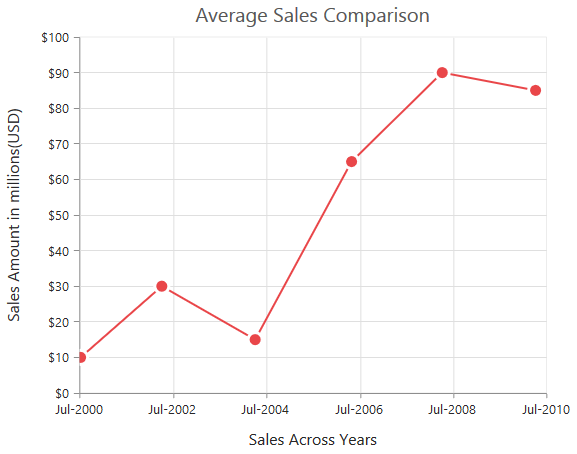 Average Sales Comparison
Sales Amount in millions(USD)
$100
$90
$80
$70
$60
$50
$40
$30
$20
$10
$0
Jul-2000 Jul-2002 Jul-2004 Jul-2006 Jul-2008 Jul-2010
Sales Across Years